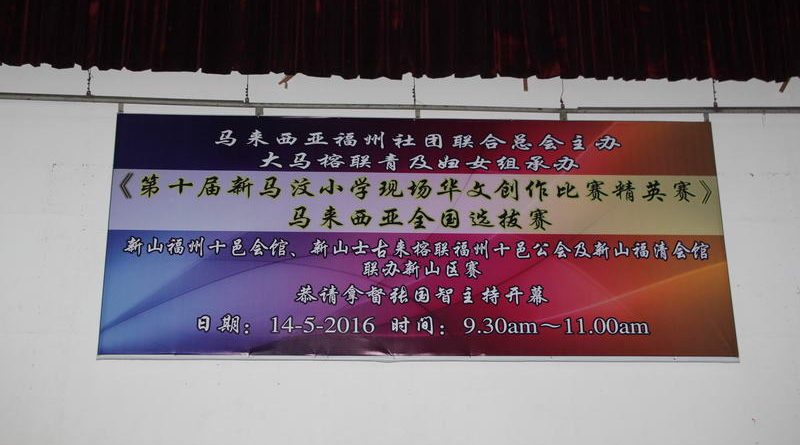 马来西亚福州社团联合总会主办
大马榕联青及妇女组承办
《第十届新马汶小学现场华文创作比赛精英赛》
马来西亚全国选拔赛
新山福州十邑会馆、新山士古来榕联福州十邑公会及新山福清会馆
联办新山区赛
恭请拿督张国智主持开幕
日期：14-5-2016 时间：9.30am～11.00am